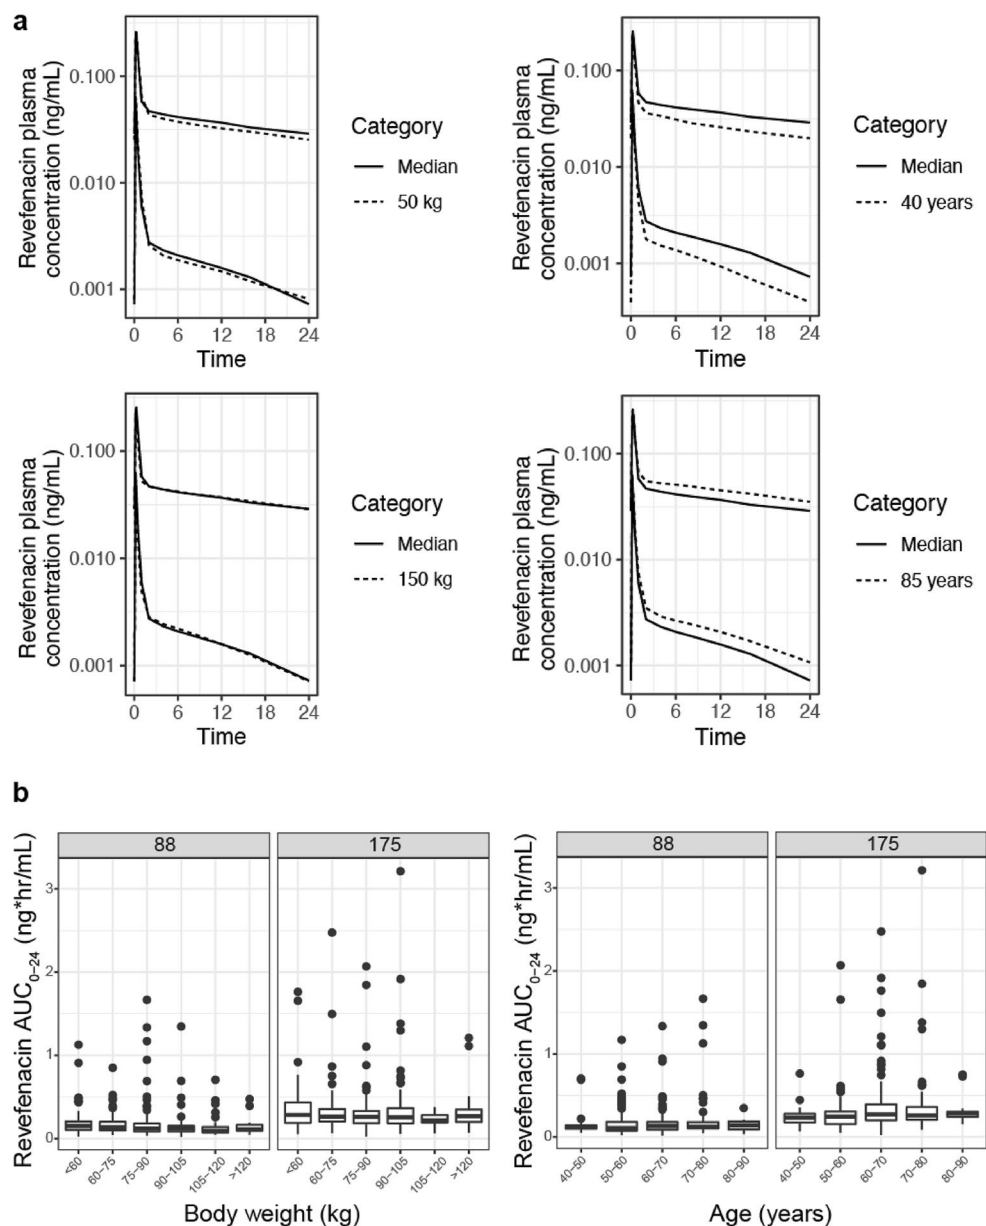 a
Revefenacin plasma
concentration (ng/mL)
0.100
0.010
0.001
0 6 12 18 24
Time
Category
Median
50 kg
Revefenacin plasma
concentration (ng/mL)
0.100
0.010
0.001
0 6 12 18 24
Time
Category
Median
40 years
Revefenacin plasma
concentration (ng/mL)
0.100
0.010
0.001
0 6 12 18 24
Time
Category
Median
150 kg
Revefenacin plasma
concentration (ng/mL)
0.100
0.010
0.001
0 6 12 18 24
Time
Category
Median
85 years
b
Revefenacin AUC0–24 (ng*hr/mL)
88 175
3
2
1
0
<60 60–75 75–90 90–105 105–120 >120 <60 60–75 75–90 90–105 105–120 >120
Body weight (kg)
Revefenacin AUC0–24 (ng*hr/mL)
88 175
3
2
1
0
40–50 50–60 60–70 70–80 80–90 40–50 50–60 60–70 70–80 80–90
Age (years)